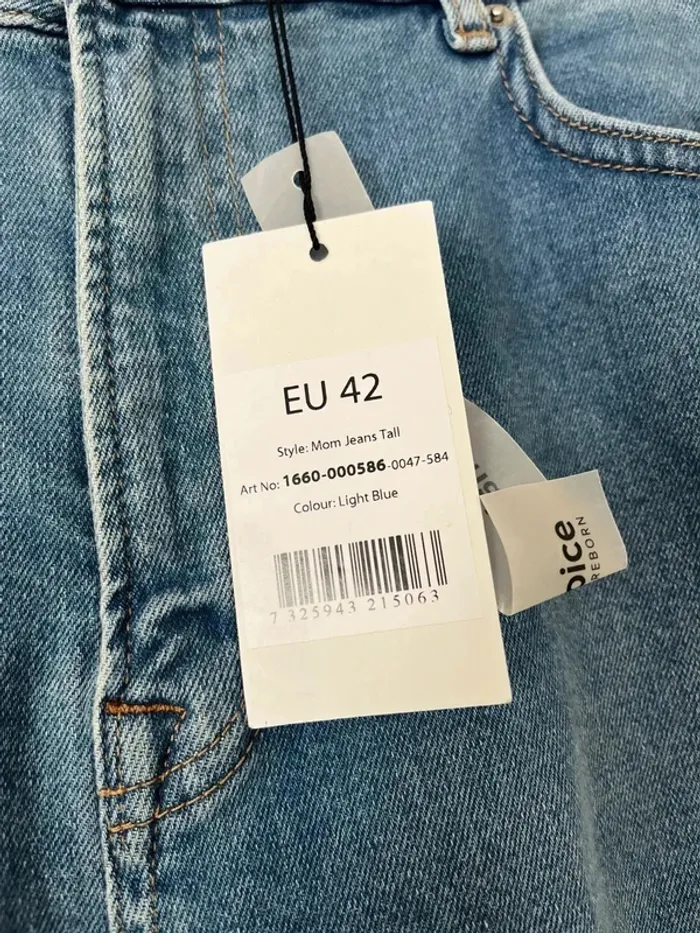 EU 42
Style: Mom Jeans Tall
Art No: 1660-000586-0047-584
Colour: Light Blue
7 325943 215063
oice
REBORN